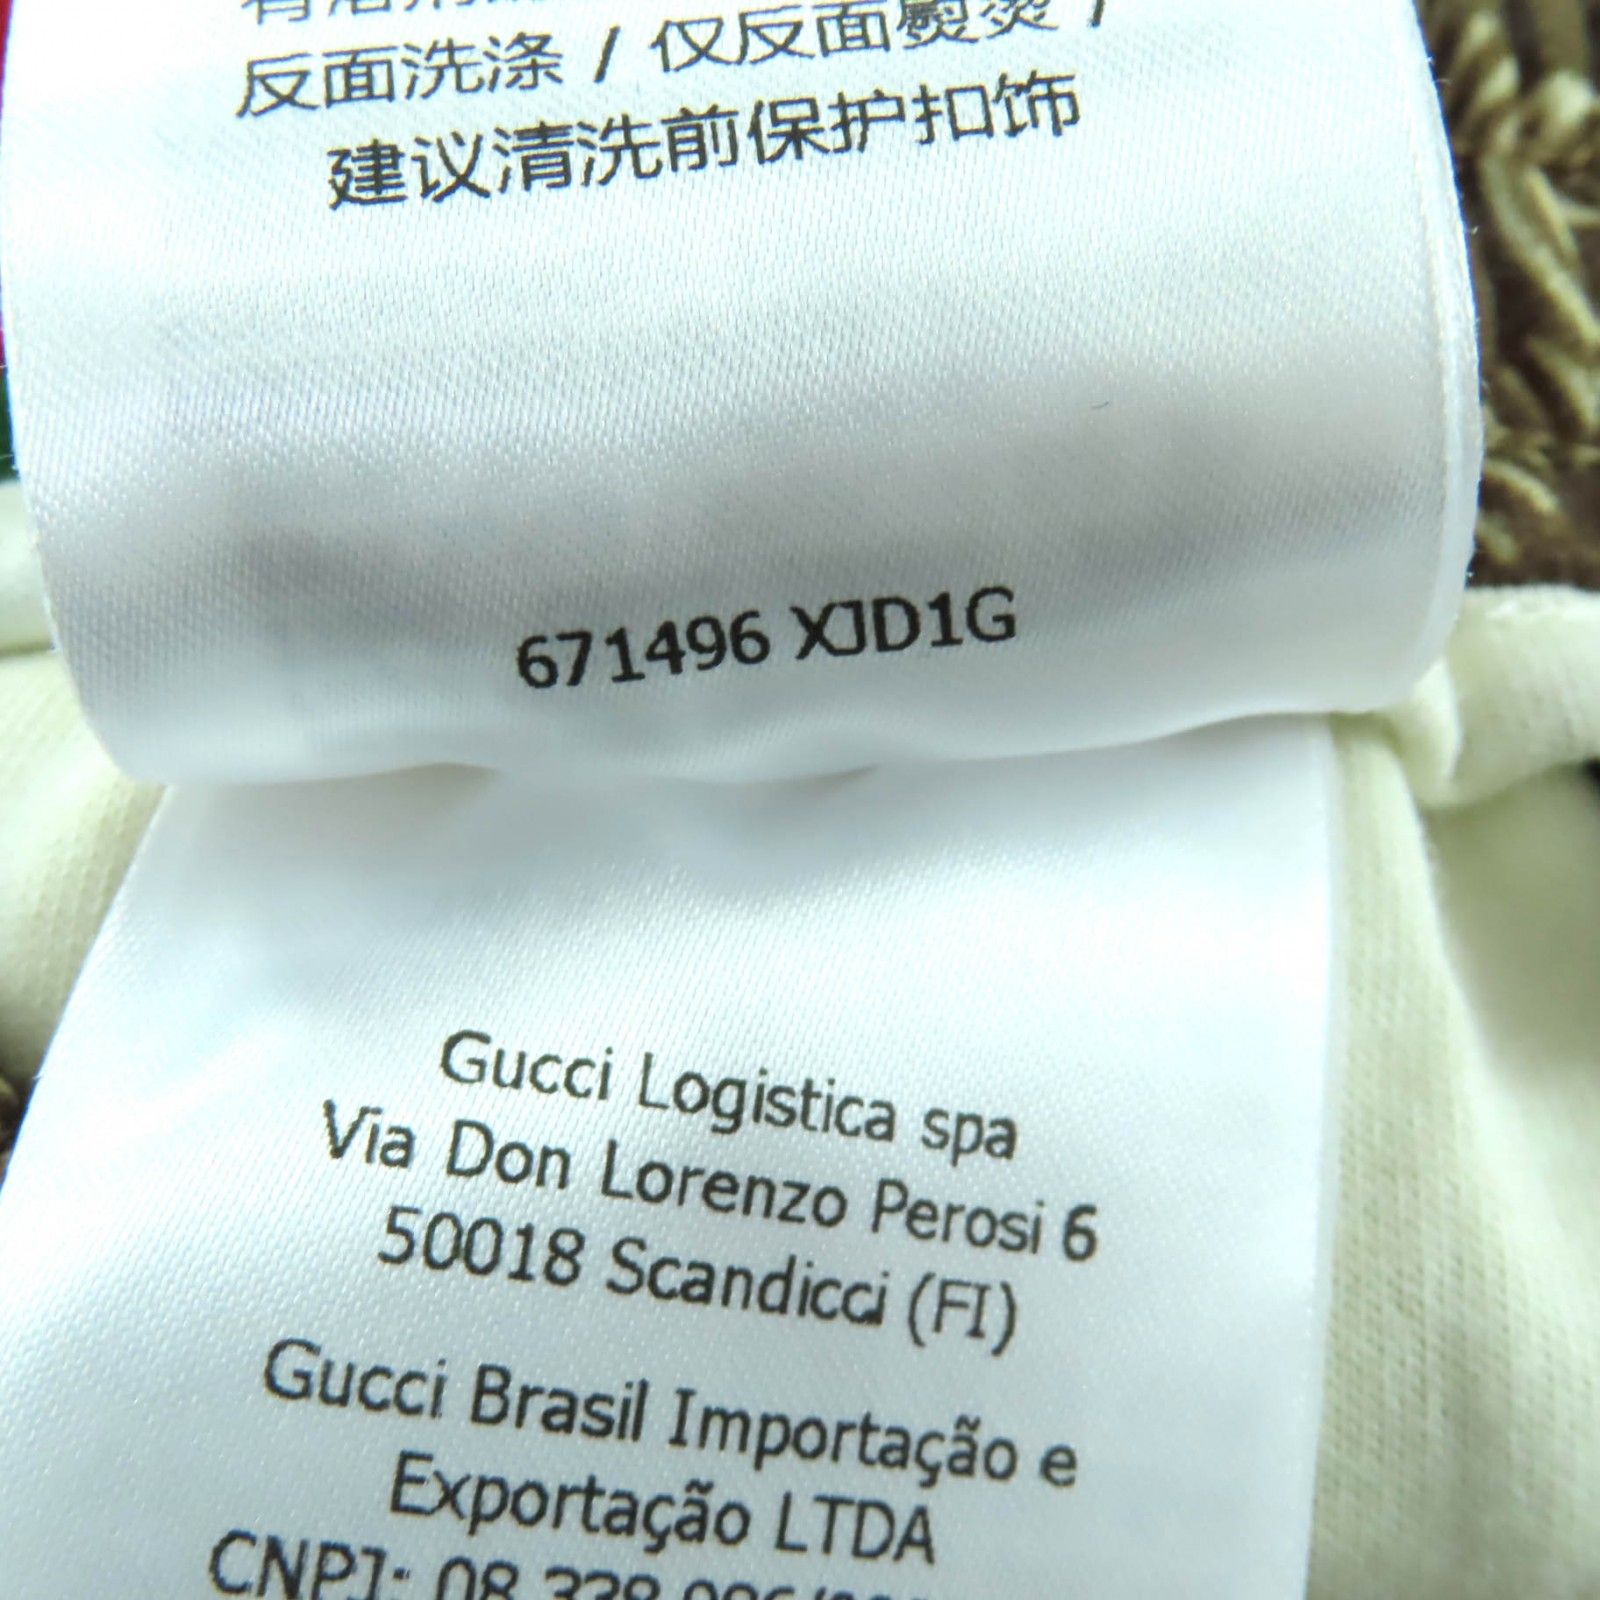 反面洗涤 / 仅反面熨烫 /
建议清洗前保护扣饰
671496 XJD1G
Gucci Logistica spa
Via Don Lorenzo Perosi 6
50018 Scandicci (FI)
Gucci Brasil Importação e
Exportação LTDA
CNPJ: